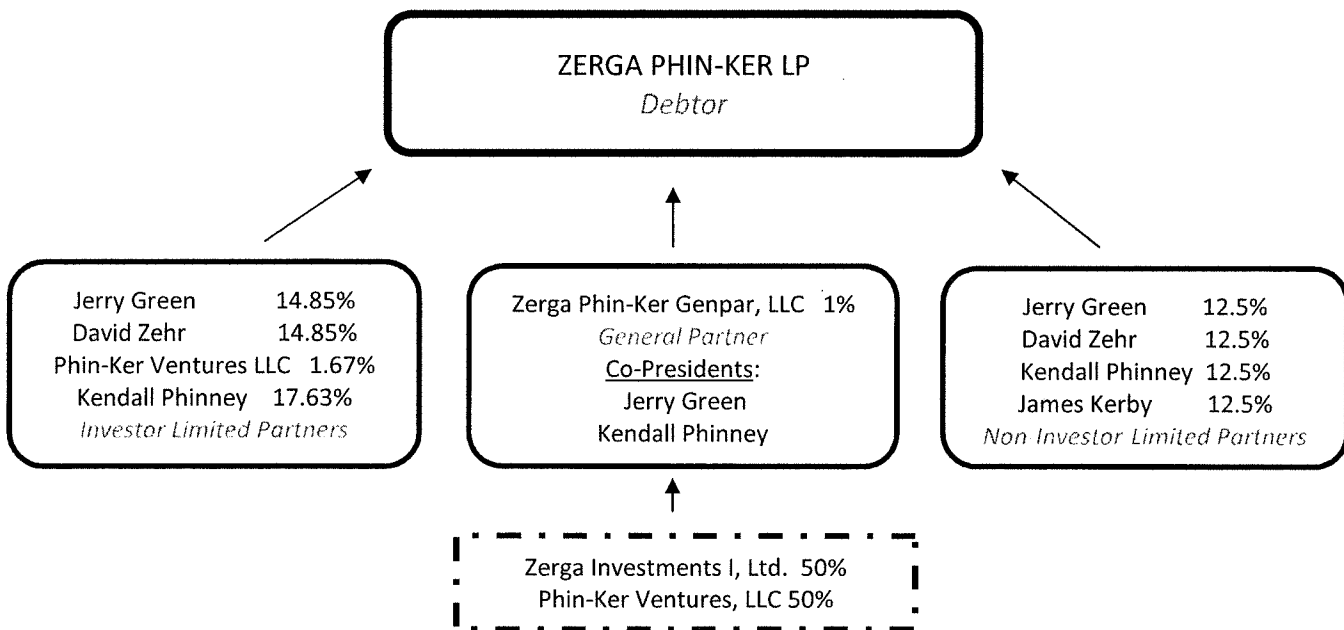 ZERGA PHIN-KER LP
Debtor
Jerry Green 14.85%
David Zehr 14.85%
Phin-Ker Ventures LLC 1.67%
Kendall Phinney 17.63%
Investor Limited Partners
Zerga Phin-Ker Genpar, LLC 1%
General Partner
Co-Presidents:
Jerry Green
Kendall Phinney
Jerry Green 12.5%
David Zehr 12.5%
Kendall Phinney 12.5%
James Kerby 12.5%
Non Investor Limited Partners
Zerga Investments I, Ltd. 50%
Phin-Ker Ventures, LLC 50%